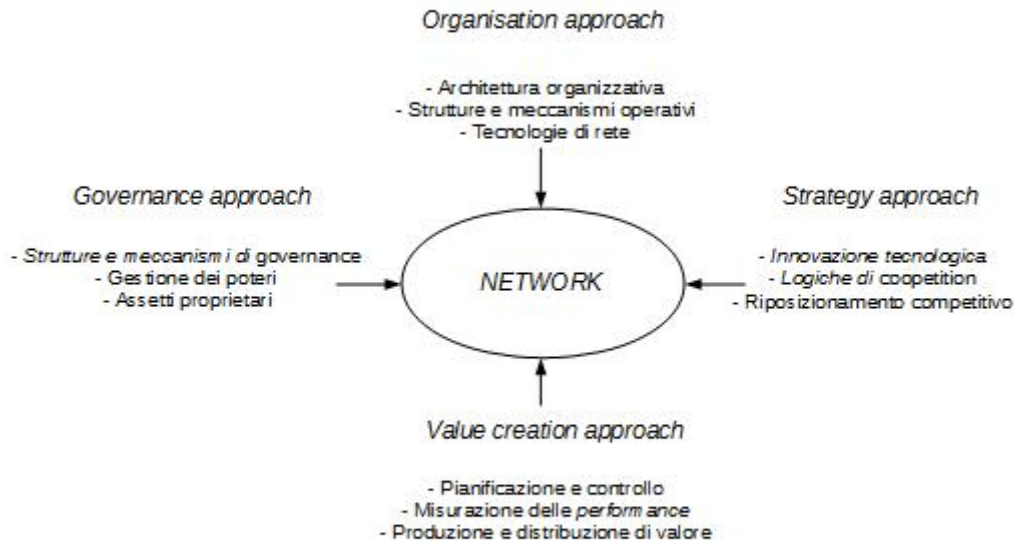 Organisation approach
- Architettura organizzativa
- Strutture e meccanismi operativi
- Tecnologie di rete
Governance approach
- Strutture e meccanismi di governance
- Gestione dei poteri
- Assetti proprietari
NETWORK
Strategy approach
- Innovazione tecnologica
- Logiche di coopetition
- Riposizionamento competitivo
Value creation approach
- Pianificazione e controllo
- Misurazione delle performance
- Produzione e distribuzione di valore